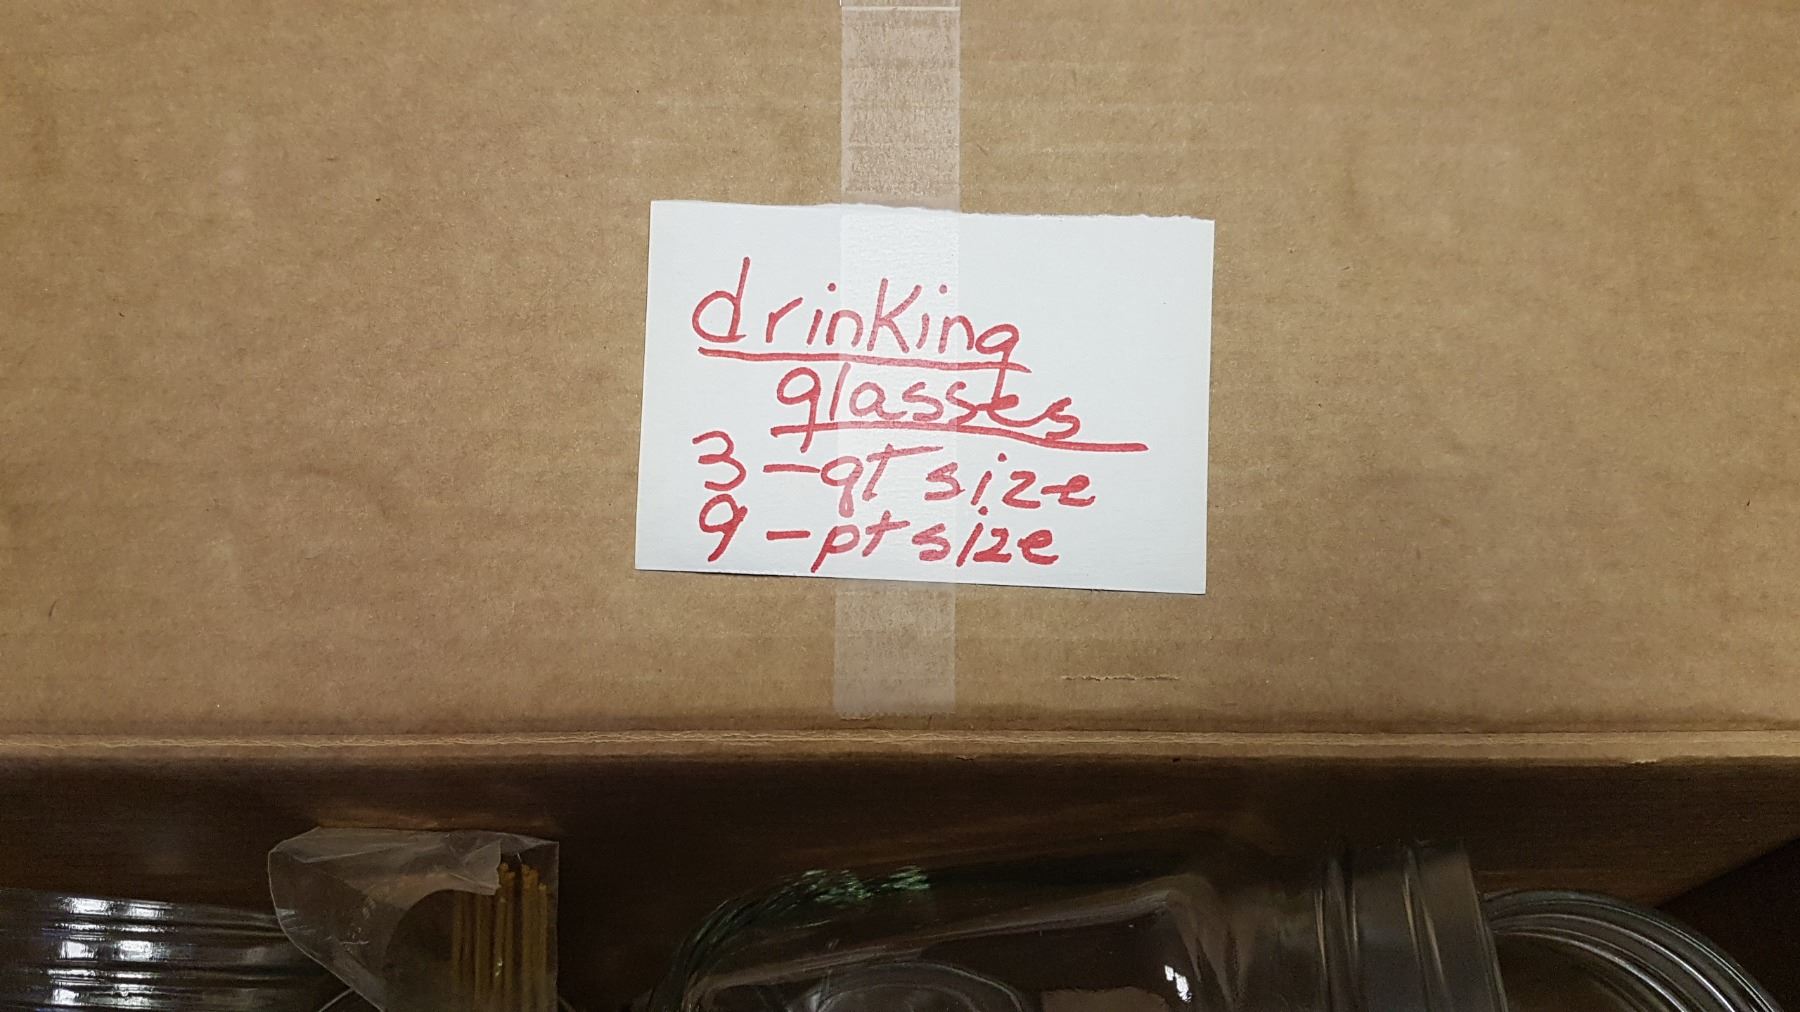 drinking
glasses
3 - qt size
9 - pt size